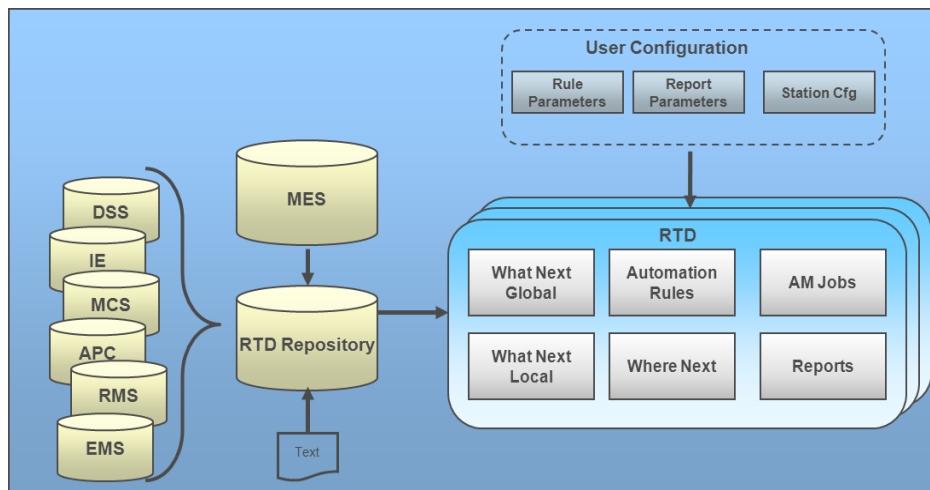 User Configuration
Rule
Parameters
Report
Parameters
Station Cfg
DSS
IE
MCS
APC
RMS
EMS
MES
RTD Repository
Text
RTD
What Next
Global
Automation
Rules
AM Jobs
What Next
Local
Where Next
Reports